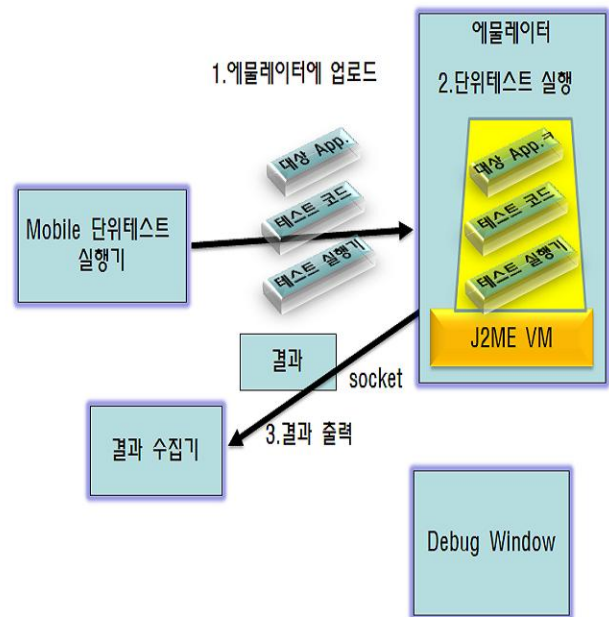 에물레이터
1.에물레이터에 업로드
2.단위테스트 실행
대상 App.
테스트 코드
테스트 실행기
대상 App.
테스트 코드
테스트 실행기
Mobile 단위테스트
실행기
J2ME VM
결과
socket
3.결과 출력
결과 수집기
Debug Window